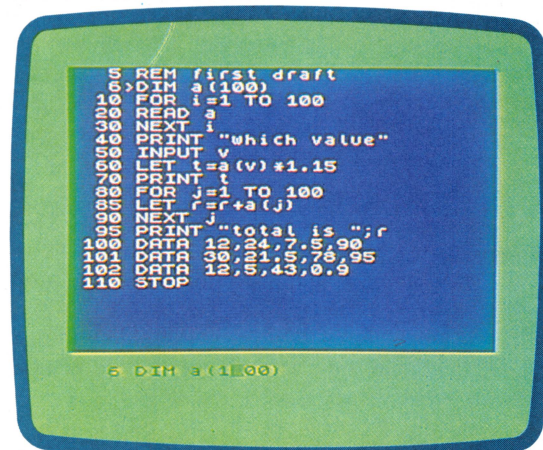 5 REM first draft
6>DIM a(100)
10 FOR i=1 TO 100
20 READ a
30 NEXT i
40 PRINT "Which value"
50 INPUT v
60 LET t=a(v)*1.15
70 PRINT t
80 FOR j=1 TO 100
85 LET r=r+a(j)
90 NEXT j
95 PRINT "total is ";r
100 DATA 12,24,7.5,90
101 DATA 30,21.5,78,95
102 DATA 12,5,43,0.9
110 STOP
6 DIM a(100)